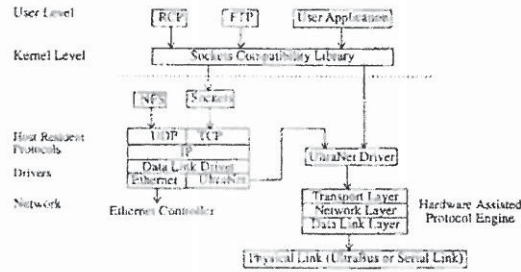 User Level
RCP FTP User Application
Kernel Level
Sockets Compatibility Library
NFS Sockets
Host Resident
Protocols
UDP TCP
IP
Drivers
Data Link Driver
Ethernet UltraNet
UltraNet Driver
Network
Ethernet Controller
Transport Layer
Network Layer
Data Link Layer
Hardware Assisted
Protocol Engine
Physical Link (UltraBus or Serial Link)